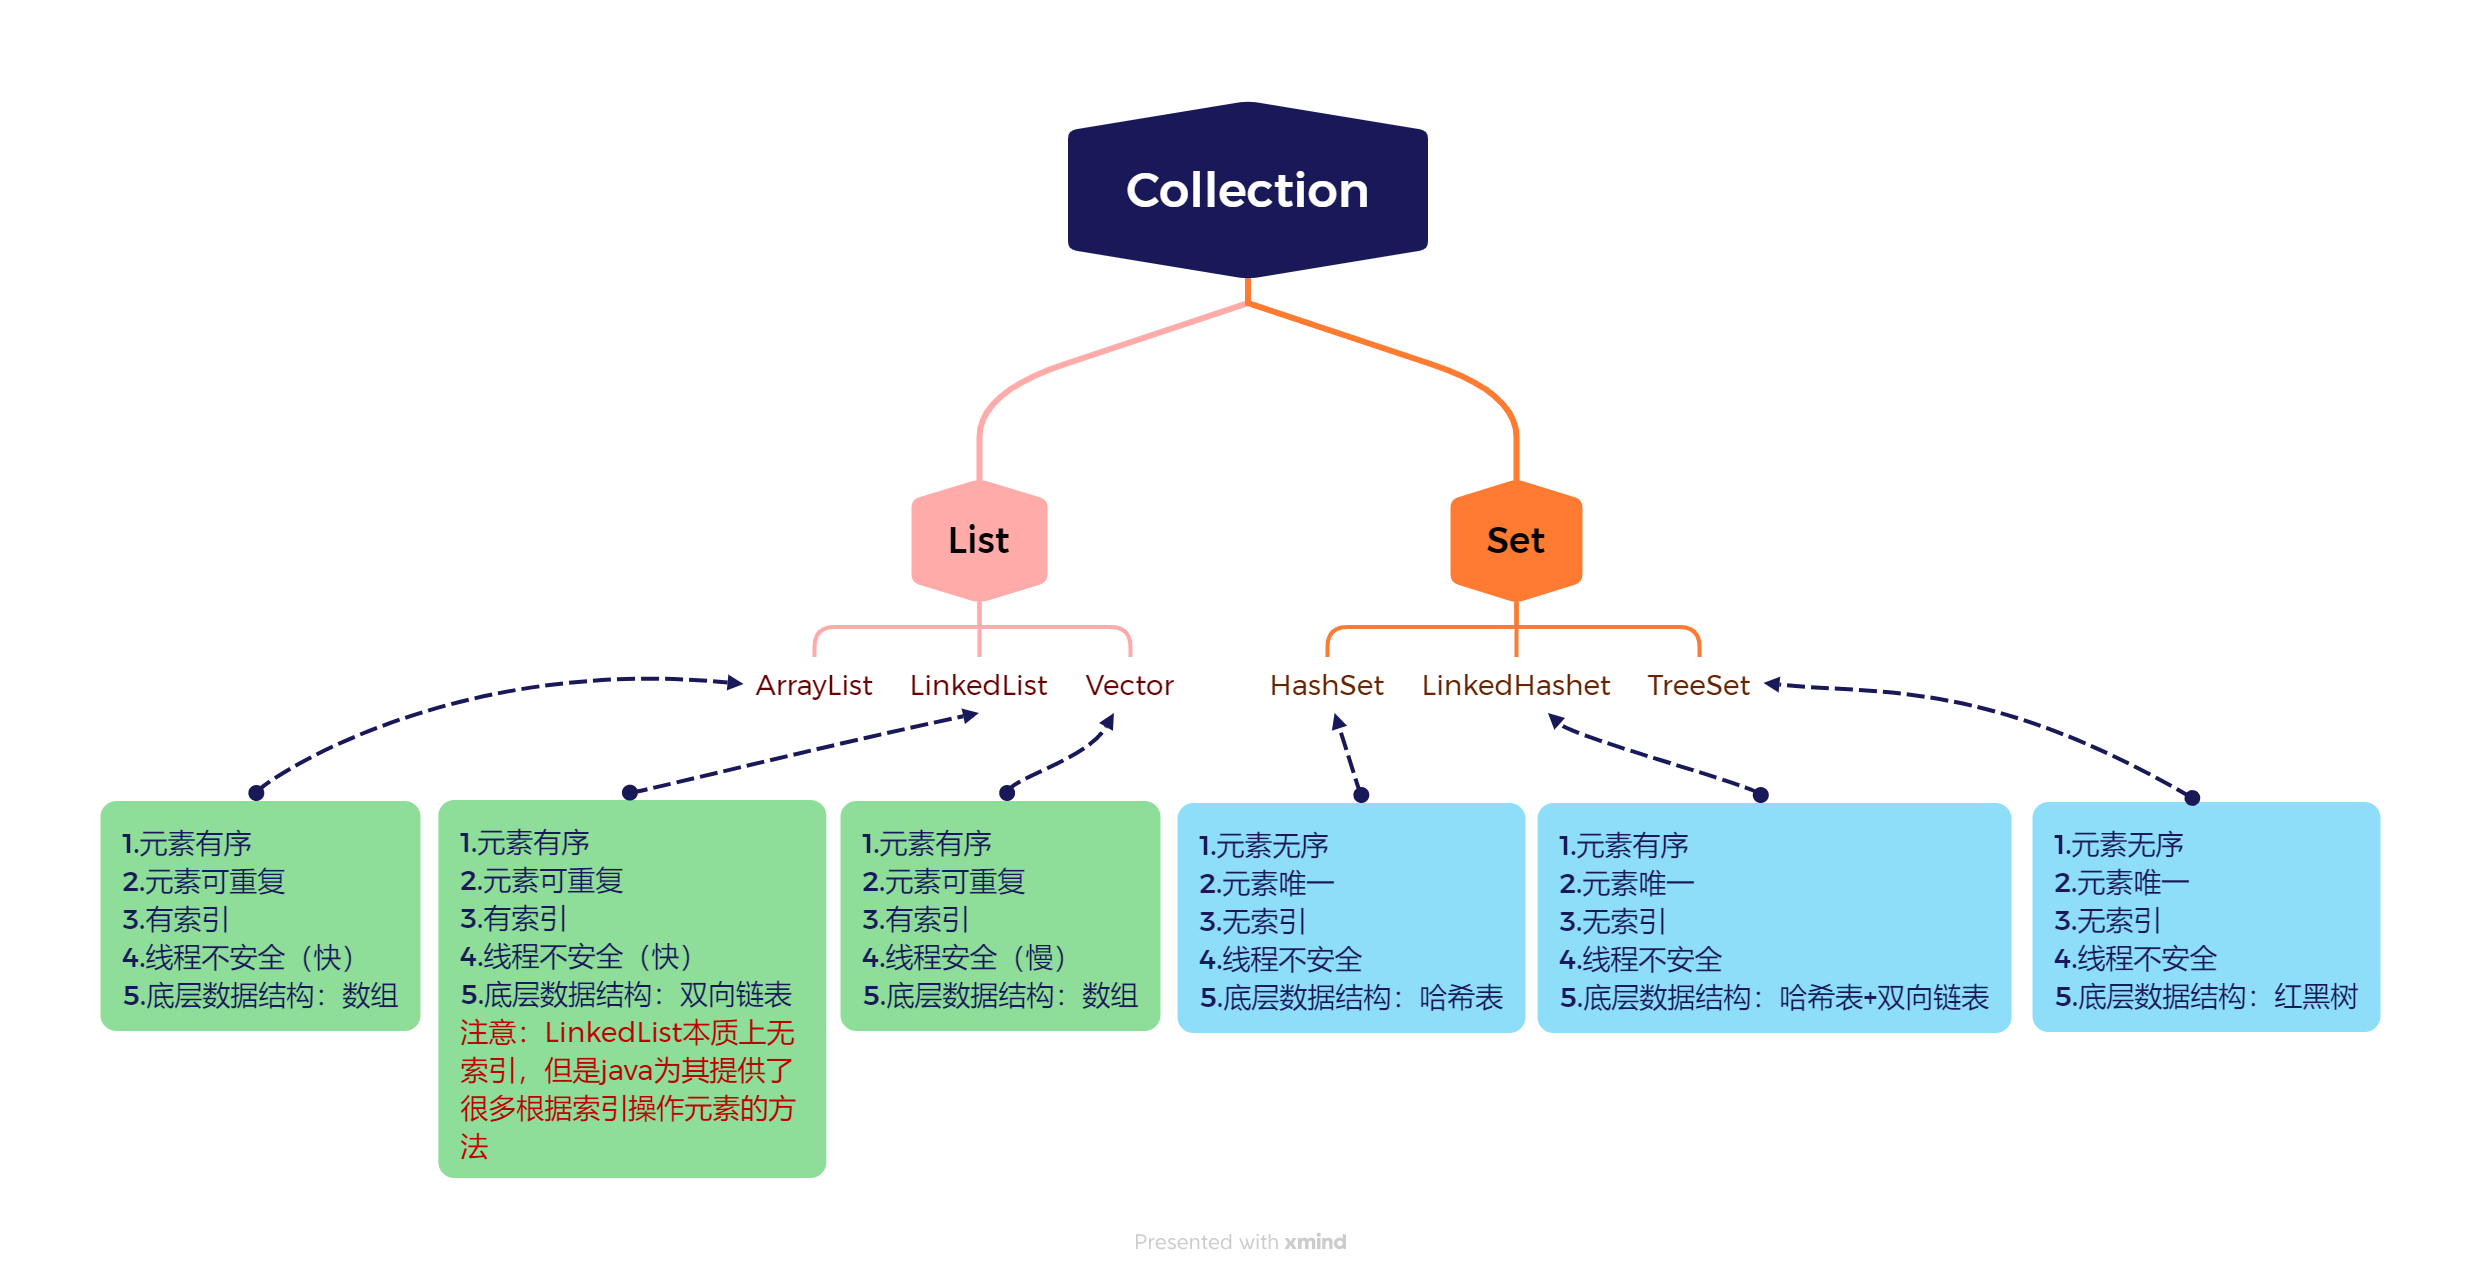 Collection
List
Set
ArrayList
LinkedList
Vector
HashSet
LinkedHashet
TreeSet
1.元素有序
2.元素可重复
3.有索引
4.线程不安全（快）
5.底层数据结构：数组
1.元素有序
2.元素可重复
3.有索引
4.线程不安全（快）
5.底层数据结构：双向链表
注意：LinkedList本质上无
索引，但是java为其提供了
很多根据索引操作元素的方
法
1.元素有序
2.元素可重复
3.有索引
4.线程安全（慢）
5.底层数据结构：数组
1.元素无序
2.元素唯一
3.无索引
4.线程不安全
5.底层数据结构：哈希表
1.元素有序
2.元素唯一
3.无索引
4.线程不安全
5.底层数据结构：哈希表+双向链表
1.元素无序
2.元素唯一
3.无索引
4.线程不安全
5.底层数据结构：红黑树
Presented with xmind